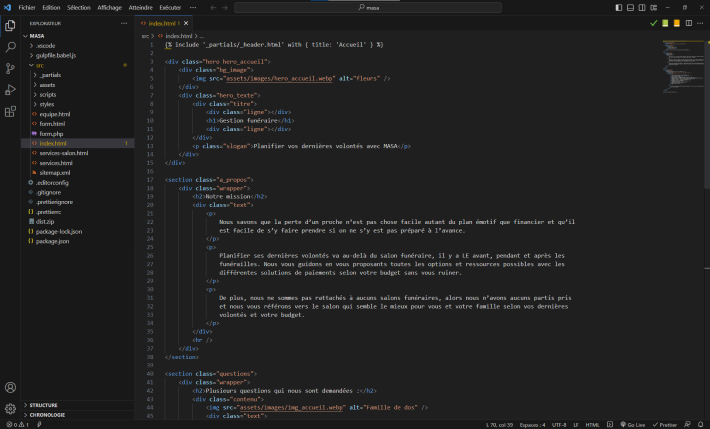 Fichier Edition Sélection Affichage Atteindre Exécuter ···
masa
EXPLORATEUR ···
MASA
.vscode
gulpfile.babel.js
src
_partials
assets
scripts
styles
equipe.html
form.html
form.php
index.html 1
services-salon.html
services.html
sitemap.xml
.editorconfig
.gitignore
.prettierignore
.prettierrc
dist.zip
package-lock.json
package.json
STRUCTURE
CHRONOLOGIE
index.html 1
src > index.html > ...
1 {% include '_partials/_header.html' with { title: 'Accueil' } %}
2
3 <div class="hero hero_accueil">
4 <div class="bg_image">
5 <img src="assets/images/hero_accueil.webp" alt="fleurs" />
6 </div>
7 <div class="hero_texte">
8 <div class="titre">
9 <div class="ligne"></div>
10 <h1>Gestion funéraire</h1>
11 <div class="ligne"></div>
12 </div>
13 <p class="slogan">Planifier vos dernières volontés avec MASA</p>
14 </div>
15 </div>
16
17 <section class="a_propos">
18 <div class="wrapper">
19 <h2>Notre mission</h2>
20 <div class="text">
21 <p>
22 Nous savons que la perte d'un proche n'est pas chose facile autant du plan émotif que financier et qu'il
23 est facile de s'y faire prendre si on ne s'y est pas préparé à l'avance.
24 </p>
25 <p>
26 Planifier ses dernières volontés va au-delà du salon funéraire, il y a LE avant, pendant et après les
27 funérailles. Nous vous guidons en vous proposants toutes les options et ressources possibles avec les
28 différentes solutions de paiements selon votre budget sans vous ruiner.
29 </p>
30 <p>
31 De plus, nous ne sommes pas rattachés à aucuns salons funéraires, alors nous n'avons aucuns partis pris
32 et nous vous référons vers le salon qui semble le mieux pour vous et votre famille selon vos dernières
33 volontés et votre budget.
34 </p>
35 </div>
36 <hr />
37 </div>
38 </section>
39
40 <section class="questions">
41 <div class="wrapper">
42 <h2>Plusieurs questions qui nous sont demandées :</h2>
43 <div class="contenu">
44 <img src="assets/images/img_accueil.webp" alt="Famille de dos" />
45 <div class="text">
0 1 L 70, col 39 Espaces : 4 UTF-8 LF HTML Go Live Prettier